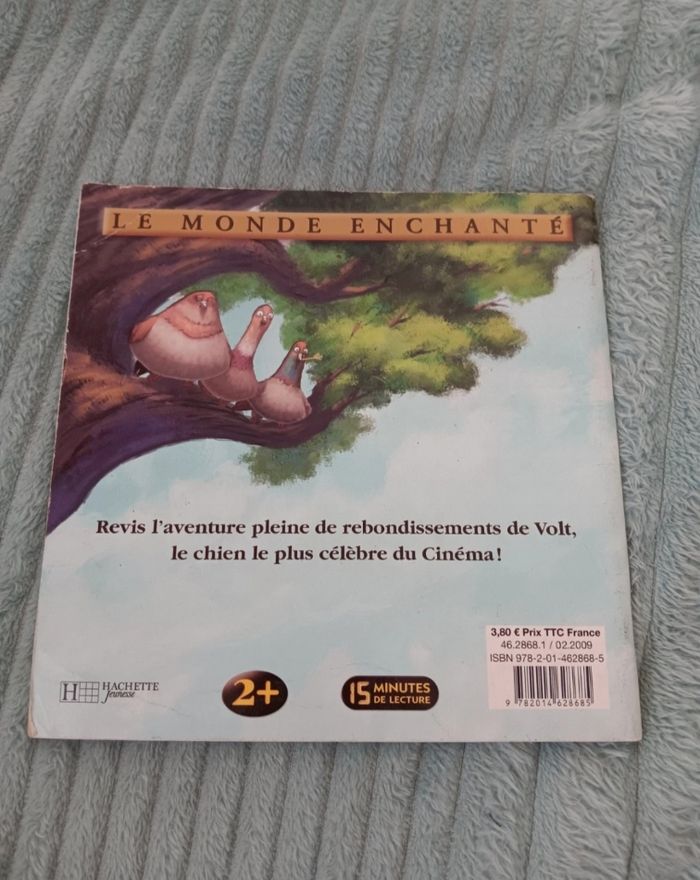 LE MONDE ENCHANTÉ
Revis l'aventure pleine de rebondissements de Volt,
le chien le plus célèbre du Cinéma!
3,80 € Prix TTC France
46.2868.1 / 02.2009
ISBN 978-2-01-462868-5
H HACHETTE
Jeunesse
2+
15 MINUTES
DE LECTURE
9 782014 628685